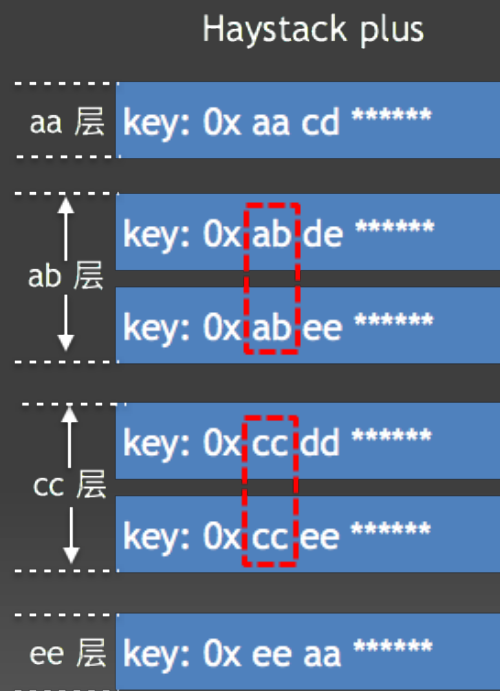 Haystack plus
aa 层 key: 0x aa cd ******
key: 0x ab de ******
ab 层
key: 0x ab ee ******
key: 0x cc dd ******
cc 层
key: 0x cc ee ******
ee 层 key: 0x ee aa ******